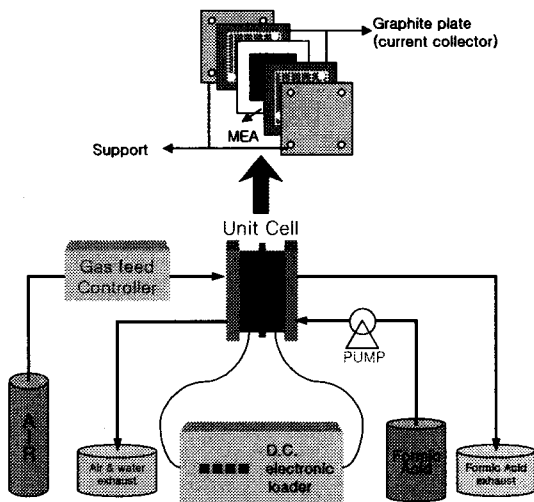 Graphite plate
(current collector)
MEA
Support
Unit Cell
Gas feed
Controller
PUMP
AIR
Air & water
exhaust
D.C.
electronic
loader
Formic
Acid
Formic Acid
exhaust